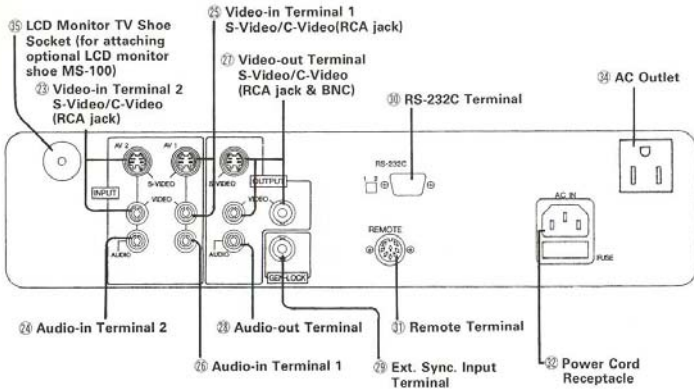 ㉟ LCD Monitor TV Shoe
Socket (for attaching
optional LCD monitor
shoe MS-100)
㉓ Video-in Terminal 2
S-Video/C-Video
(RCA jack)
㉕ Video-in Terminal 1
S-Video/C-Video(RCA jack)
㉗ Video-out Terminal
S-Video/C-Video
(RCA jack & BNC)
㉚ RS-232C Terminal
㉞ AC Outlet
AV 2
AV 1
S-VIDEO
S-VIDEO
INPUT
OUTPUT
VIDEO
VIDEO
AUDIO
AUDIO
GEN-LOCK
RS-232C
1 2
REMOTE
AC IN
FUSE
㉔ Audio-in Terminal 2
㉖ Audio-in Terminal 1
㉘ Audio-out Terminal
㉙ Ext. Sync. Input
Terminal
㉛ Remote Terminal
㉜ Power Cord
Receptacle